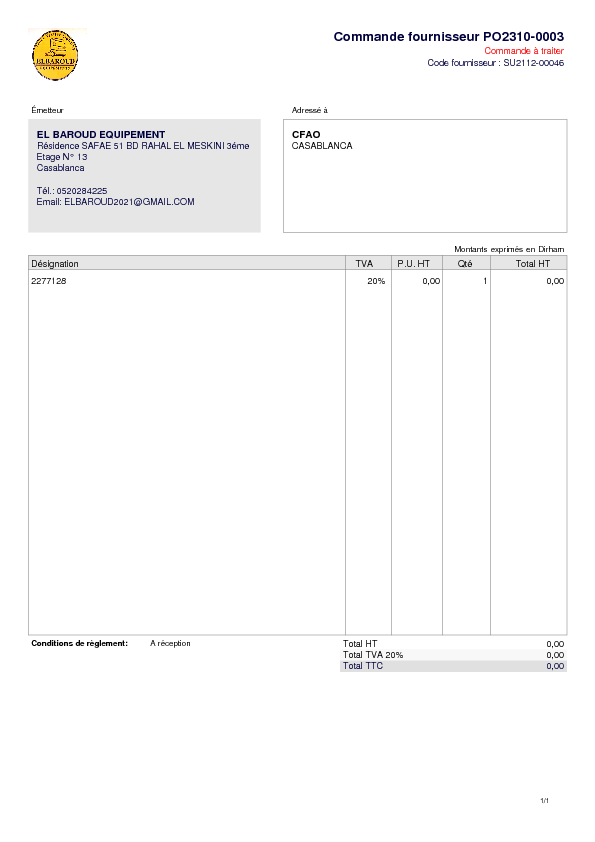 ELBAROUD
EQUIPEMENTS
Commande fournisseur PO2310-0003
Commande à traiter
Code fournisseur : SU2112-00046
Émetteur
Adressé à
EL BAROUD EQUIPEMENT
Résidence SAFAE 51 BD RAHAL EL MESKINI 3éme
Etage N° 13
Casablanca
Tél.: 0520284225
Email: ELBAROUD2021@GMAIL.COM
CFAO
CASABLANCA
Montants exprimés en Dirham
Désignation TVA P.U. HT Qté Total HT
2277128 20% 0,00 1 0,00
Conditions de règlement: A réception
Total HT 0,00
Total TVA 20% 0,00
Total TTC 0,00
1/1